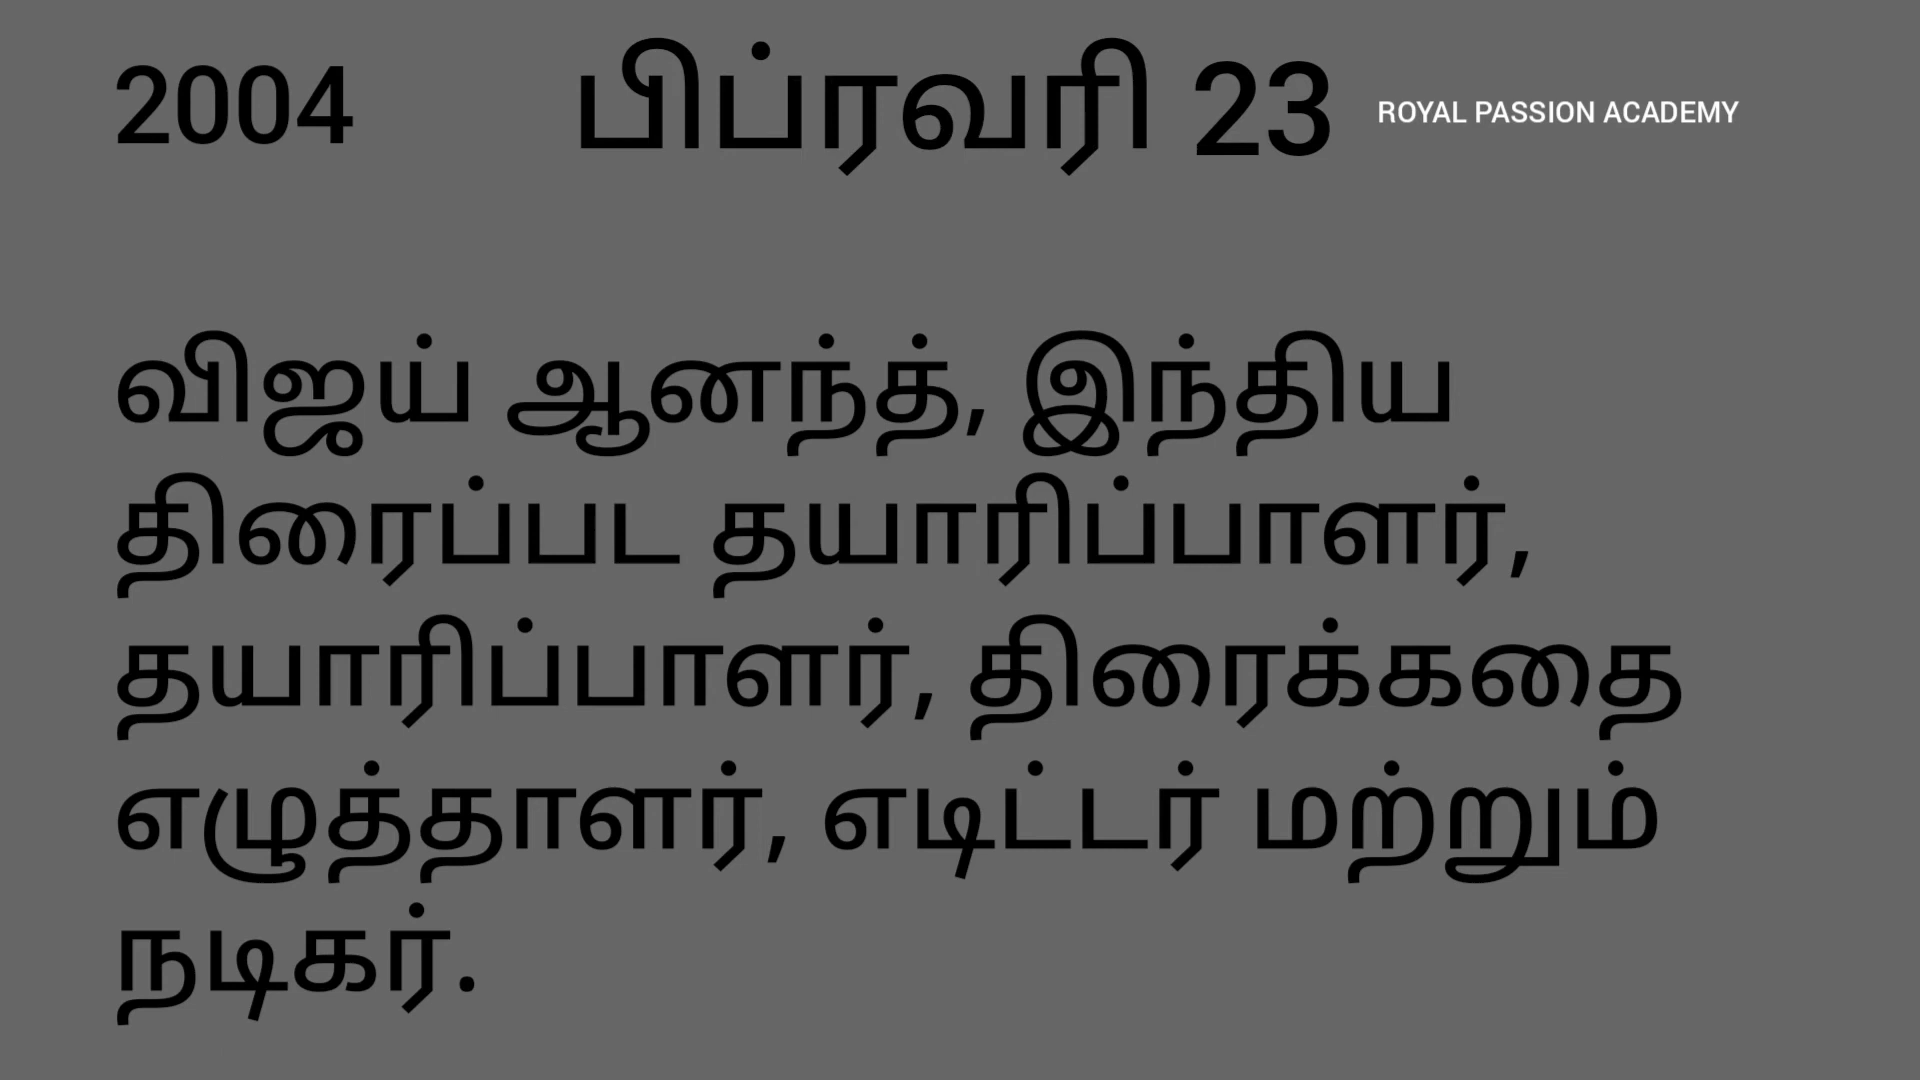 2004 பிப்ரவரி 23 ROYAL PASSION ACADEMY
விஜய் ஆனந்த், இந்திய
திரைப்பட தயாரிப்பாளர்,
தயாரிப்பாளர், திரைக்கதை
எழுத்தாளர், எடிட்டர் மற்றும்
நடிகர்.